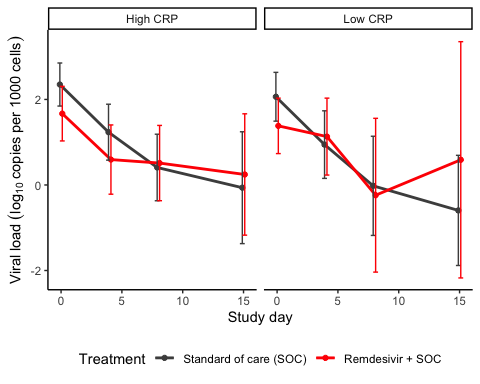 High CRP
Low CRP
Viral load (log₁₀ copies per 1000 cells)
2
0
-2
0
5
10
15
0
5
10
15
Study day
Treatment
Standard of care (SOC)
Remdesivir + SOC